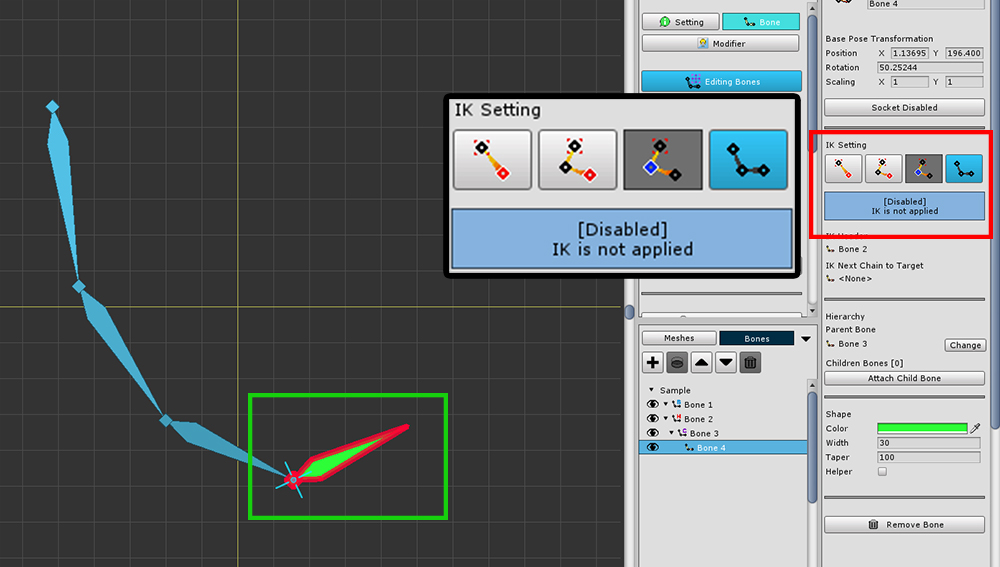 Setting
Bone
Modifier
Editing Bones
IK Setting
[Disabled]
IK is not applied
Meshes
Bones
Sample
Bone 1
Bone 2
Bone 3
Bone 4
Bone 4
Base Pose Transformation
Position X 1.13695 Y 196.400
Rotation 50.25244
Scaling X 1 Y 1
Socket Disabled
IK Setting
[Disabled]
IK is not applied
Bone 2
IK Next Chain to Target
<None>
Hierarchy
Parent Bone
Bone 3 Change
Children Bones [0]
Attach Child Bone
Shape
Color
Width 30
Taper 100
Helper
Remove Bone